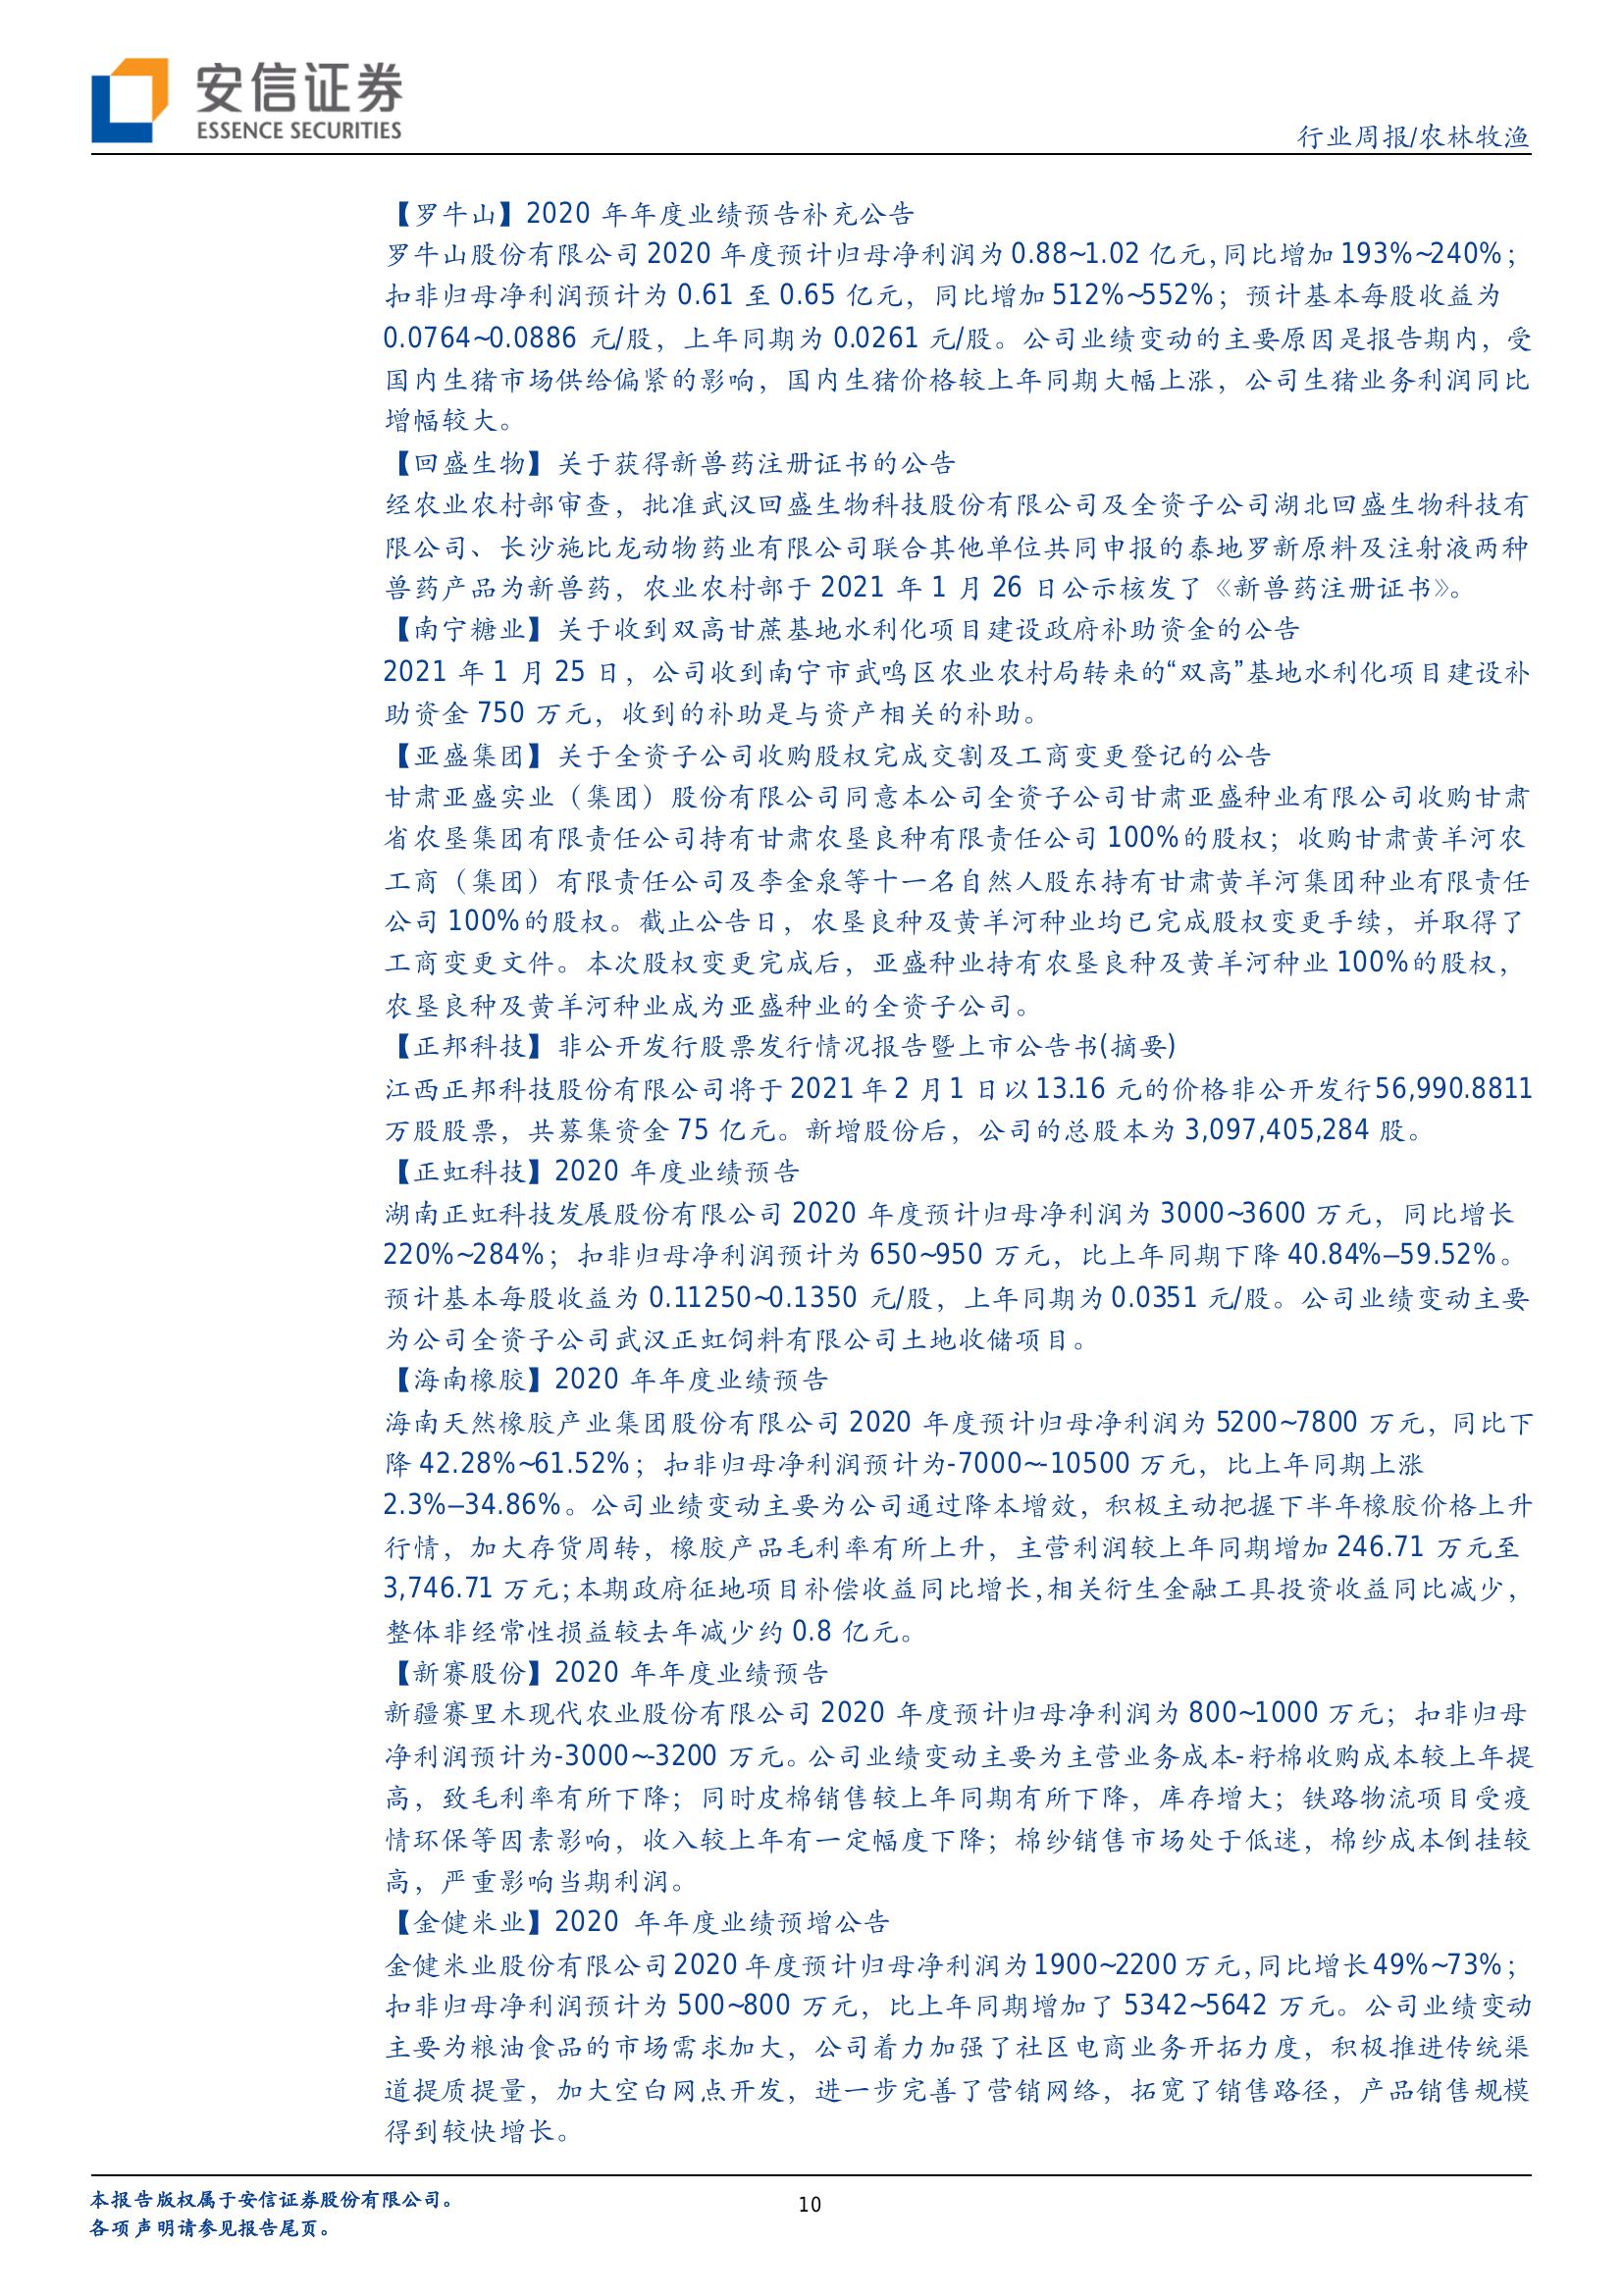 安信证券
ESSENCE SECURITIES
行业周报/农林牧渔
【罗牛山】2020 年年度业绩预告补充公告
罗牛山股份有限公司 2020 年度预计归母净利润为 0.88~1.02 亿元，同比增加 193%~240%；
扣非归母净利润预计为 0.61 至 0.65 亿元，同比增加 512%~552%；预计基本每股收益为
0.0764~0.0886 元/股，上年同期为 0.0261 元/股。公司业绩变动的主要原因是报告期内，受
国内生猪市场供给偏紧的影响，国内生猪价格较上年同期大幅上涨，公司生猪业务利润同比
增幅较大。
【回盛生物】关于获得新兽药注册证书的公告
经农业农村部审查，批准武汉回盛生物科技股份有限公司及全资子公司湖北回盛生物科技有
限公司、长沙施比龙动物药业有限公司联合其他单位共同申报的泰地罗新原料及注射液两种
兽药产品为新兽药，农业农村部于 2021 年 1 月 26 日公示核发了《新兽药注册证书》。
【南宁糖业】关于收到双高甘蔗基地水利化项目建设政府补助资金的公告
2021 年 1 月 25 日，公司收到南宁市武鸣区农业农村局转来的“双高”基地水利化项目建设补
助资金 750 万元，收到的补助是与资产相关的补助。
【亚盛集团】关于全资子公司收购股权完成交割及工商变更登记的公告
甘肃亚盛实业（集团）股份有限公司同意本公司全资子公司甘肃亚盛种业有限公司收购甘肃
省农垦集团有限责任公司持有甘肃农垦良种有限责任公司 100%的股权；收购甘肃黄羊河农
工商（集团）有限责任公司及李金泉等十一名自然人股东持有甘肃黄羊河集团种业有限责任
公司 100%的股权。截止公告日，农垦良种及黄羊河种业均已完成股权变更手续，并取得了
工商变更文件。本次股权变更完成后，亚盛种业持有农垦良种及黄羊河种业 100%的股权，
农垦良种及黄羊河种业成为亚盛种业的全资子公司。
【正邦科技】非公开发行股票发行情况报告暨上市公告书(摘要)
江西正邦科技股份有限公司将于 2021 年 2 月 1 日以 13.16 元的价格非公开发行 56,990.8811
万股股票，共募集资金 75 亿元。新增股份后，公司的总股本为 3,097,405,284 股。
【正虹科技】2020 年度业绩预告
湖南正虹科技发展股份有限公司 2020 年度预计归母净利润为 3000~3600 万元，同比增长
220%~284%；扣非归母净利润预计为 650~950 万元，比上年同期下降 40.84%–59.52%。
预计基本每股收益为 0.11250~0.1350 元/股，上年同期为 0.0351 元/股。公司业绩变动主要
为公司全资子公司武汉正虹饲料有限公司土地收储项目。
【海南橡胶】2020 年年度业绩预告
海南天然橡胶产业集团股份有限公司 2020 年度预计归母净利润为 5200~7800 万元，同比下
降 42.28%~61.52%；扣非归母净利润预计为-7000~-10500 万元，比上年同期上涨
2.3%–34.86%。公司业绩变动主要为公司通过降本增效，积极主动把握下半年橡胶价格上升
行情，加大存货周转，橡胶产品毛利率有所上升，主营利润较上年同期增加 246.71 万元至
3,746.71 万元；本期政府征地项目补偿收益同比增长，相关衍生金融工具投资收益同比减少，
整体非经常性损益较去年减少约 0.8 亿元。
【新赛股份】2020 年年度业绩预告
新疆赛里木现代农业股份有限公司 2020 年度预计归母净利润为 800~1000 万元；扣非归母
净利润预计为-3000~-3200 万元。公司业绩变动主要为主营业务成本-籽棉收购成本较上年提
高，致毛利率有所下降；同时皮棉销售较上年同期有所下降，库存增大；铁路物流项目受疫
情环保等因素影响，收入较上年有一定幅度下降；棉纱销售市场处于低迷，棉纱成本倒挂较
高，严重影响当期利润。
【金健米业】2020 年年度业绩预增公告
金健米业股份有限公司 2020 年度预计归母净利润为 1900~2200 万元，同比增长 49%~73%；
扣非归母净利润预计为 500~800 万元，比上年同期增加了 5342~5642 万元。公司业绩变动
主要为粮油食品的市场需求加大，公司着力加强了社区电商业务开拓力度，积极推进传统渠
道提质提量，加大空白网点开发，进一步完善了营销网络，拓宽了销售路径，产品销售规模
得到较快增长。
本报告版权属于安信证券股份有限公司。
各项声明请参见报告尾页。
10